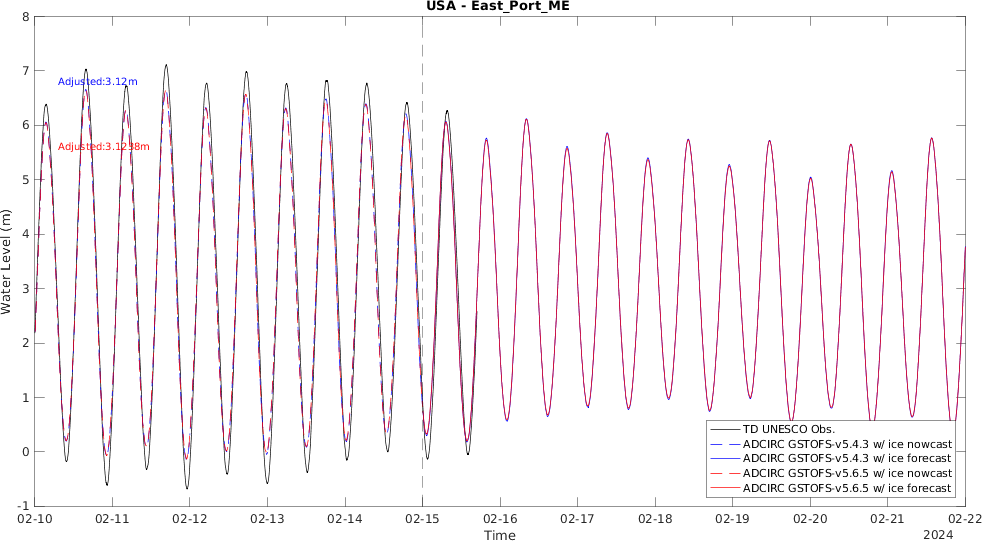 USA - East_Port_ME
8
7
6
5
4
3
2
1
0
-1
Water Level (m)
Adjusted:3.12m
Adjusted:3.1238m
TD UNESCO Obs.
ADCIRC GSTOFS-v5.4.3 w/ ice nowcast
ADCIRC GSTOFS-v5.4.3 w/ ice forecast
ADCIRC GSTOFS-v5.6.5 w/ ice nowcast
ADCIRC GSTOFS-v5.6.5 w/ ice forecast
02-10 02-11 02-12 02-13 02-14 02-15 02-16 02-17 02-18 02-19 02-20 02-21 02-22
Time
2024